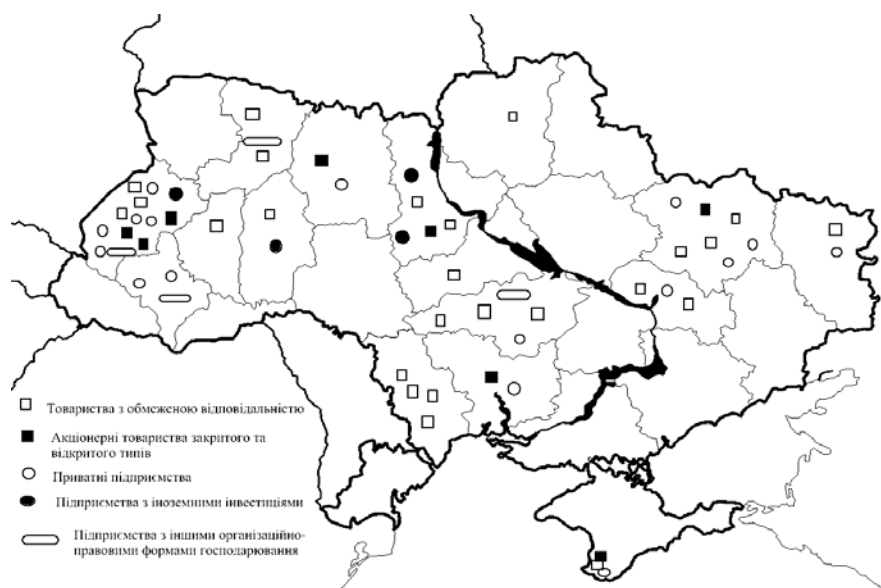 Товариства з обмеженою відповідальністю
Акціонерні товариства закритого та
відкритого типів
Приватні підприємства
Підприємства з іноземними інвестиціями
Підприємства з іншими організаційно-
правовими формами господарювання